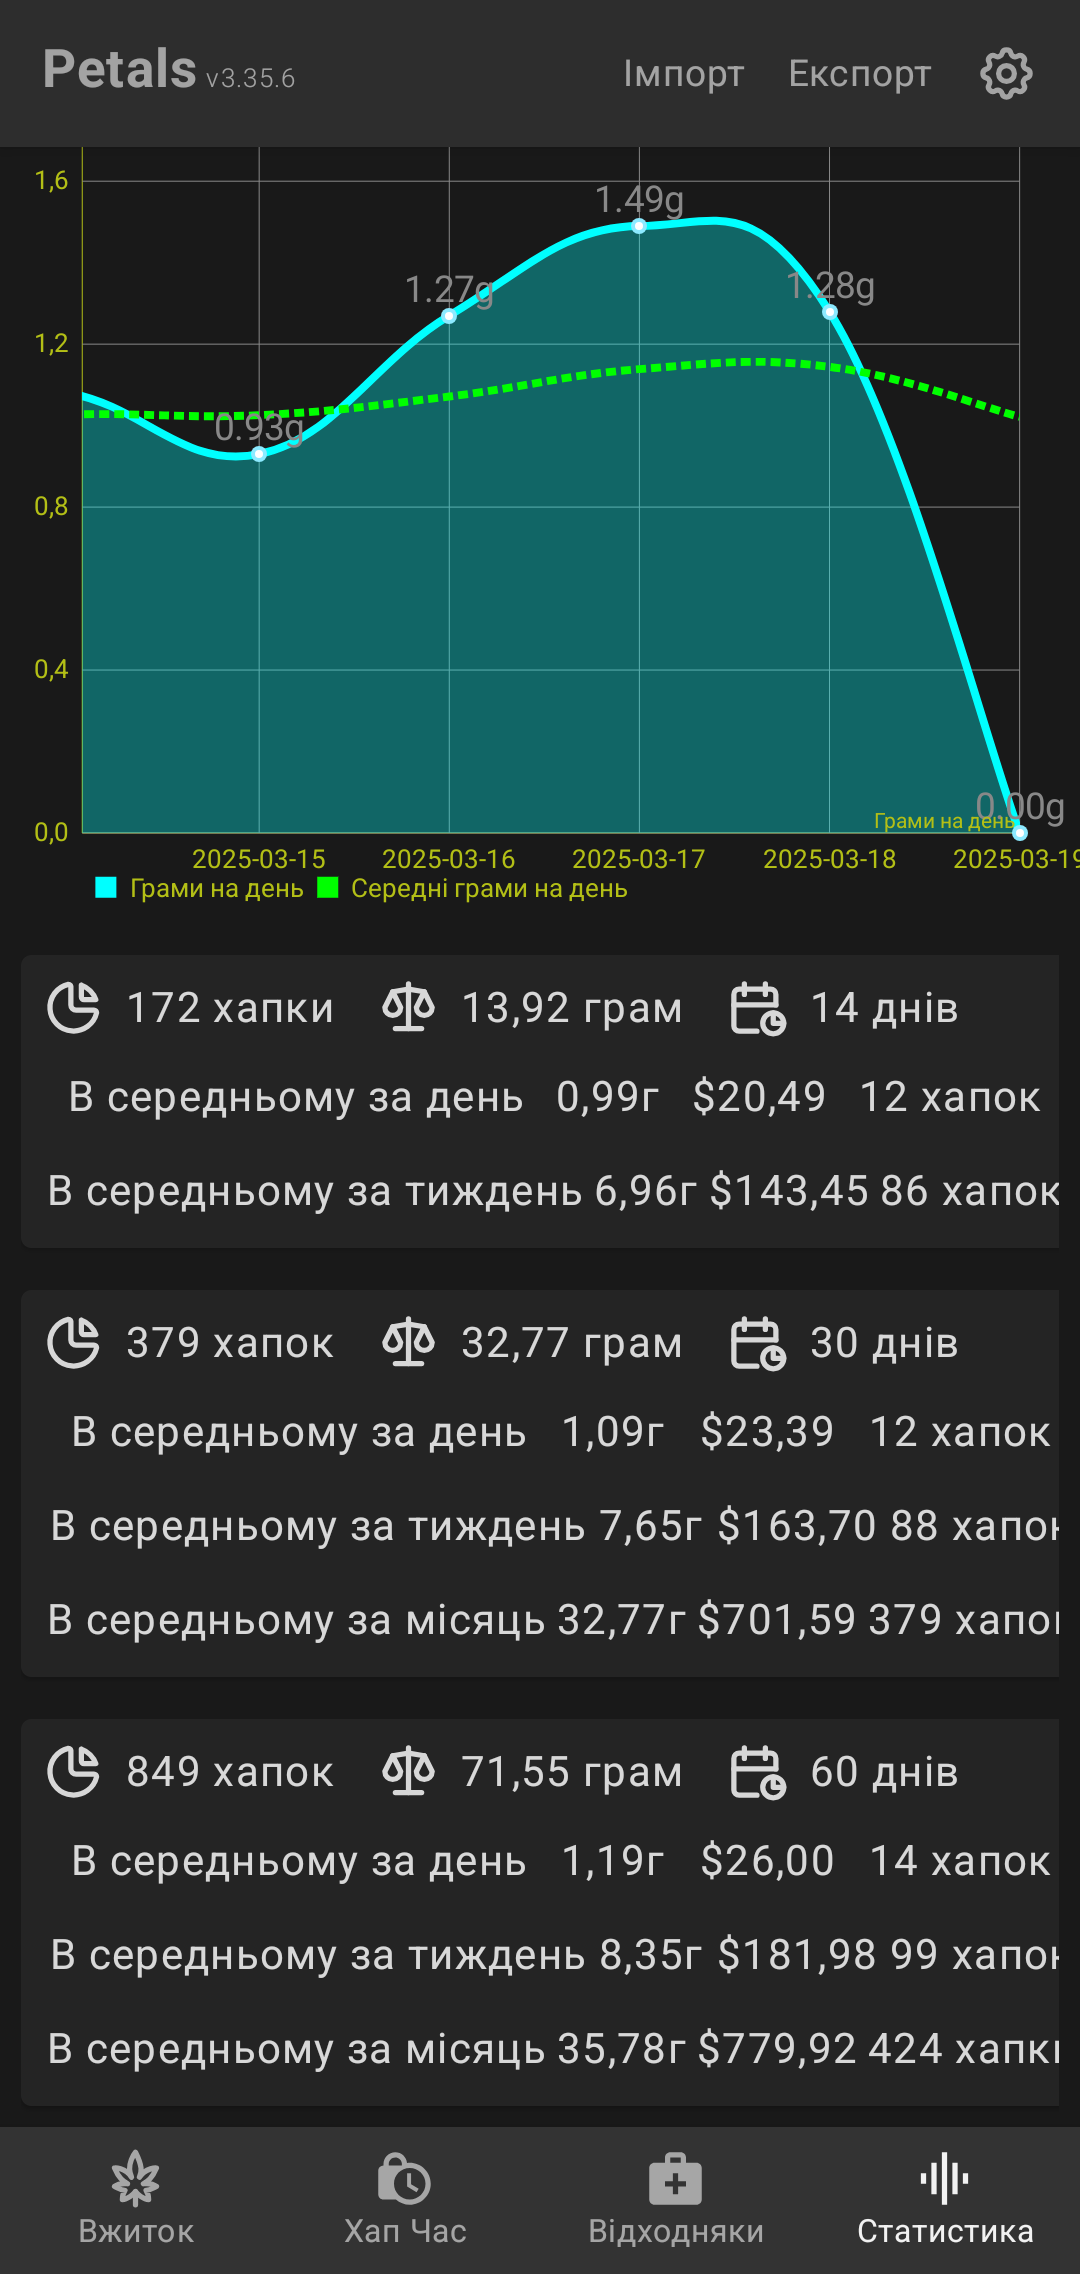 Petals v3.35.6 Імпорт Експорт
1,6
1.49g
1.27g
1.28g
1,2
0.93g
0,8
0,4
0.00g
Грами на день
0,0
2025-03-15 2025-03-16 2025-03-17 2025-03-18 2025-03-19
Грами на день Середні грами на день
172 хапки 13,92 грам 14 днів
В середньому за день 0,99г $20,49 12 хапок
В середньому за тиждень 6,96г $143,45 86 хапок
379 хапок 32,77 грам 30 днів
В середньому за день 1,09г $23,39 12 хапок
В середньому за тиждень 7,65г $163,70 88 хапок
В середньому за місяць 32,77г $701,59 379 хапок
849 хапок 71,55 грам 60 днів
В середньому за день 1,19г $26,00 14 хапок
В середньому за тиждень 8,35г $181,98 99 хапок
В середньому за місяць 35,78г $779,92 424 хапки
Вжиток Хап Час Відходняки Статистика